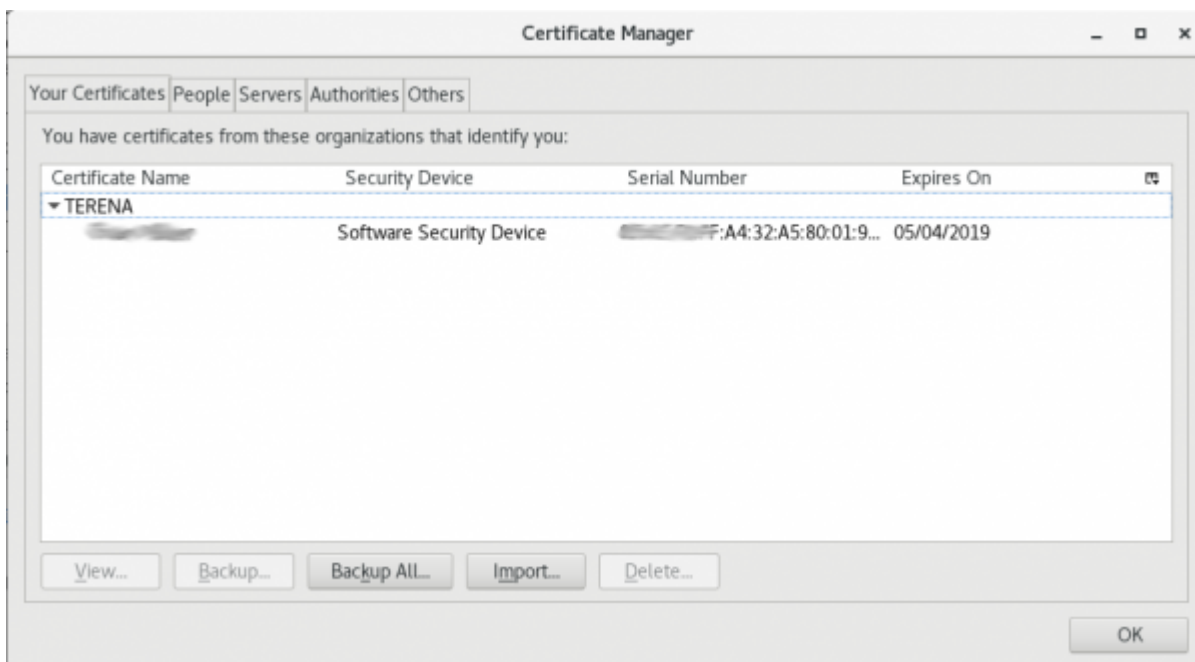 Certificate Manager
Your Certificates People Servers Authorities Others
You have certificates from these organizations that identify you:
Certificate Name Security Device Serial Number Expires On
TERENA
Software Security Device F:A4:32:A5:80:01:9... 05/04/2019
View... Backup... Backup All... Import... Delete...
OK